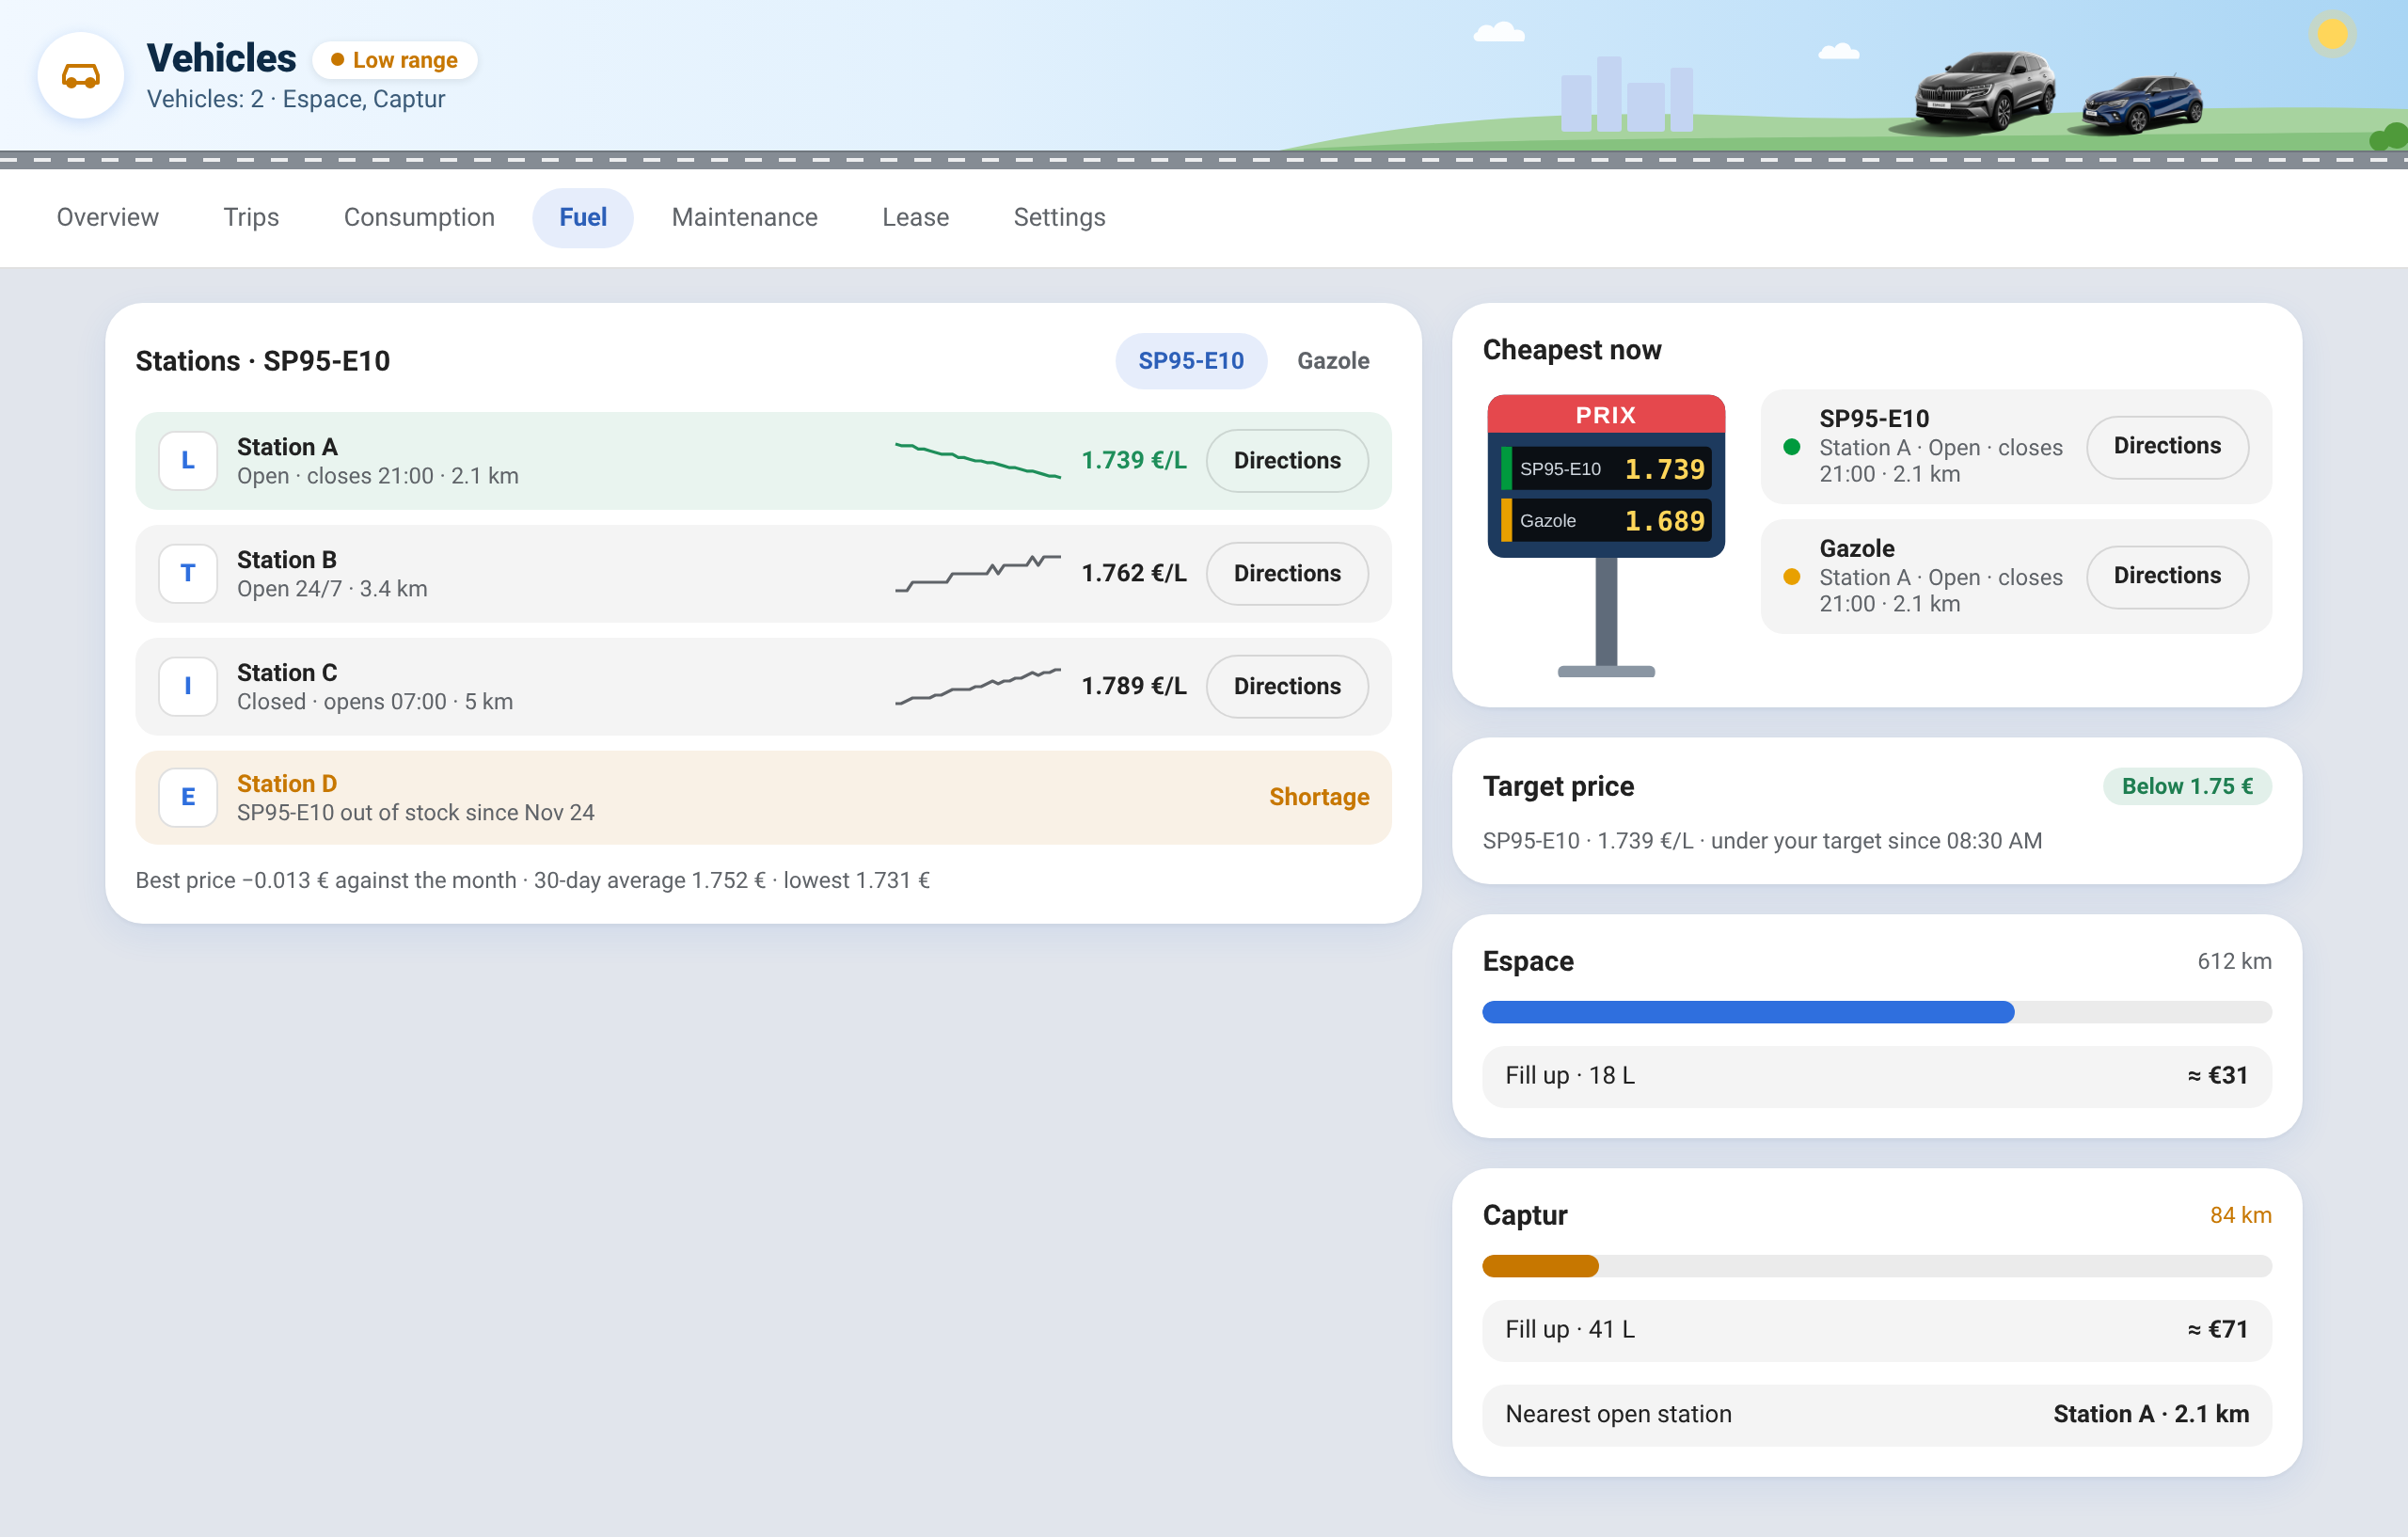 Vehicles
Low range
Vehicles: 2 · Espace, Captur
Overview
Trips
Consumption
Fuel
Maintenance
Lease
Settings
Stations · SP95-E10
SP95-E10
Gazole
L
Station A
Open · closes 21:00 · 2.1 km
1.739 €/L
Directions
T
Station B
Open 24/7 · 3.4 km
1.762 €/L
Directions
I
Station C
Closed · opens 07:00 · 5 km
1.789 €/L
Directions
E
Station D
SP95-E10 out of stock since Nov 24
Shortage
Best price −0.013 € against the month · 30-day average 1.752 € · lowest 1.731 €
Cheapest now
PRIX
SP95-E10 1.739
Gazole 1.689
SP95-E10
Station A · Open · closes
21:00 · 2.1 km
Directions
Gazole
Station A · Open · closes
21:00 · 2.1 km
Directions
Target price
Below 1.75 €
SP95-E10 · 1.739 €/L · under your target since 08:30 AM
Espace
612 km
Fill up · 18 L
≈ €31
Captur
84 km
Fill up · 41 L
≈ €71
Nearest open station
Station A · 2.1 km